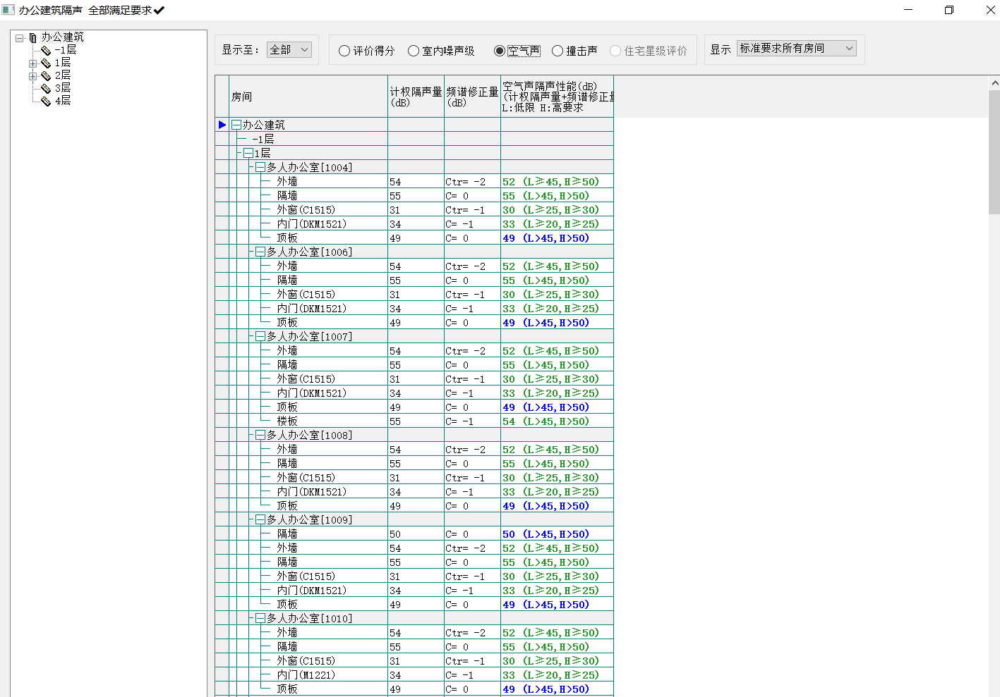 办公建筑隔声 全部满足要求✔
办公建筑
-1层
1层
2层
3层
4层
显示至: 全部
评价得分 室内噪声级 空气声 撞击声 住宅星级评价
显示 标准要求所有房间
房间
计权隔声量
(dB)
频谱修正量
(dB)
空气声隔声性能(dB)
(计权隔声量+频谱修正量
L:低限 H:高要求
办公建筑
-1层
1层
多人办公室[1004]
外墙 54 Ctr= -2 52 (L≥45,H≥50)
隔墙 55 C= 0 55 (L>45,H>50)
外窗(C1515) 31 Ctr= -1 30 (L≥25,H≥30)
内门(DKM1521) 34 C= -1 33 (L≥20,H≥25)
顶板 49 C= 0 49 (L>45,H>50)
多人办公室[1006]
外墙 54 Ctr= -2 52 (L≥45,H≥50)
隔墙 55 C= 0 55 (L>45,H>50)
外窗(C1515) 31 Ctr= -1 30 (L≥25,H≥30)
内门(DKM1521) 34 C= -1 33 (L≥20,H≥25)
顶板 49 C= 0 49 (L>45,H>50)
多人办公室[1007]
外墙 54 Ctr= -2 52 (L≥45,H≥50)
隔墙 55 C= 0 55 (L>45,H>50)
外窗(C1515) 31 Ctr= -1 30 (L≥25,H≥30)
内门(DKM1521) 34 C= -1 33 (L≥20,H≥25)
顶板 49 C= 0 49 (L>45,H>50)
楼板 55 C= -1 54 (L>45,H>50)
多人办公室[1008]
外墙 54 Ctr= -2 52 (L≥45,H≥50)
隔墙 55 C= 0 55 (L>45,H>50)
外窗(C1515) 31 Ctr= -1 30 (L≥25,H≥30)
内门(DKM1521) 34 C= -1 33 (L≥20,H≥25)
顶板 49 C= 0 49 (L>45,H>50)
多人办公室[1009]
隔墙 50 C= 0 50 (L>45,H>50)
外墙 54 Ctr= -2 52 (L≥45,H≥50)
隔墙 55 C= 0 55 (L>45,H>50)
外窗(C1515) 31 Ctr= -1 30 (L≥25,H≥30)
内门(DKM1521) 34 C= -1 33 (L≥20,H≥25)
顶板 49 C= 0 49 (L>45,H>50)
多人办公室[1010]
外墙 54 Ctr= -2 52 (L≥45,H≥50)
隔墙 55 C= 0 55 (L>45,H>50)
外窗(C1515) 31 Ctr= -1 30 (L≥25,H≥30)
内门(M1221) 34 C= -1 33 (L≥20,H≥25)
顶板 49 C= 0 49 (L>45,H>50)